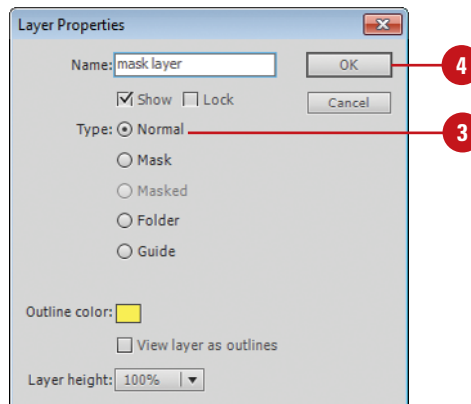 Layer Properties
Name: mask layer
OK
4
Show Lock
Cancel
Type: Normal
3
Mask
Masked
Folder
Guide
Outline color:
View layer as outlines
Layer height: 100%